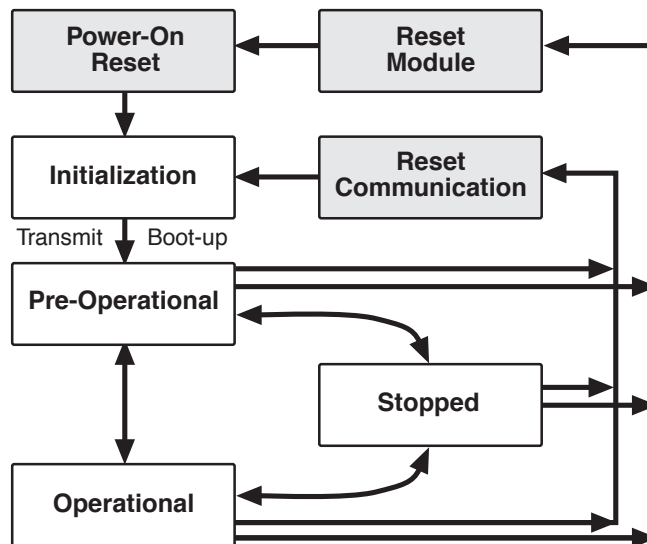 Power-On
Reset
Reset
Module
Initialization
Reset
Communication
Transmit Boot-up
Pre-Operational
Stopped
Operational